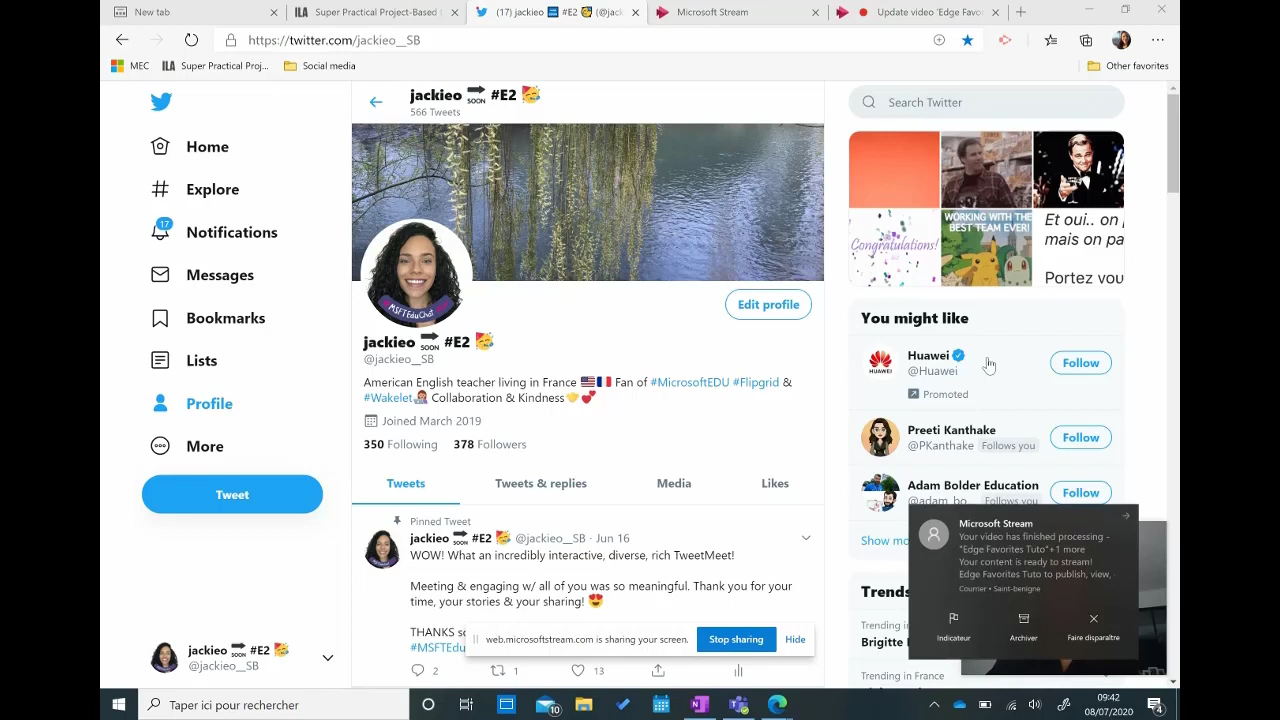 New tab
Super Practical Project-Based (
(17) jackieo 🔜 #E2 🥳 (@jack
Microsoft Stream
Update video 'Edge Favo
https://twitter.com/jackieo__SB
MEC
Super Practical Proj...
Social media
Other favorites
jackieo 🔜 #E2 🥳
566 Tweets
Search Twitter
Home
Explore
17
Notifications
Messages
Bookmarks
Lists
Profile
More
Tweet
jackieo 🔜 #E2 🥳
@jackieo__SB
#MSFTEduChat
Edit profile
jackieo 🔜 #E2 🥳
@jackieo__SB
American English teacher living in France 🇺🇸🇫🇷 Fan of #MicrosoftEDU #Flipgrid &
#Wakelet Collaboration & Kindness💛💕
Joined March 2019
350 Following 378 Followers
Tweets
Tweets & replies
Media
Likes
Pinned Tweet
jackieo 🔜 #E2 🥳 @jackieo__SB · Jun 16
WOW! What an incredibly interactive, diverse, rich TweetMeet!
Meeting & engaging w/ all of you was so meaningful. Thank you for your
time, your stories & your sharing! 😍
THANKS
#MSFTEdu
2
1
13
web.microsoftstream.com is sharing your screen.
Stop sharing
Hide
Congratulations!
WORKING WITH THE
BEST TEAM EVER!
Et oui.. on
mais on pa
Portez vou
You might like
Huawei
@Huawei
HUAWEI
Promoted
Follow
Preeti Kanthake
@PKanthake Follows you
Follow
Adam Bolder Education
@adam_bo... Follows you
Follow
Show mo
Trends
Trending in
Brigitte
Trending in France
Microsoft Stream
Your video has finished processing -
"Edge Favorites Tuto"+1 more
Your content is ready to stream!
Edge Favorites Tuto to publish, view,
Courrier • Saint-benigne
Indicateur
Archiver
Faire disparaître
Taper ici pour rechercher
10
09:42
08/07/2020
4